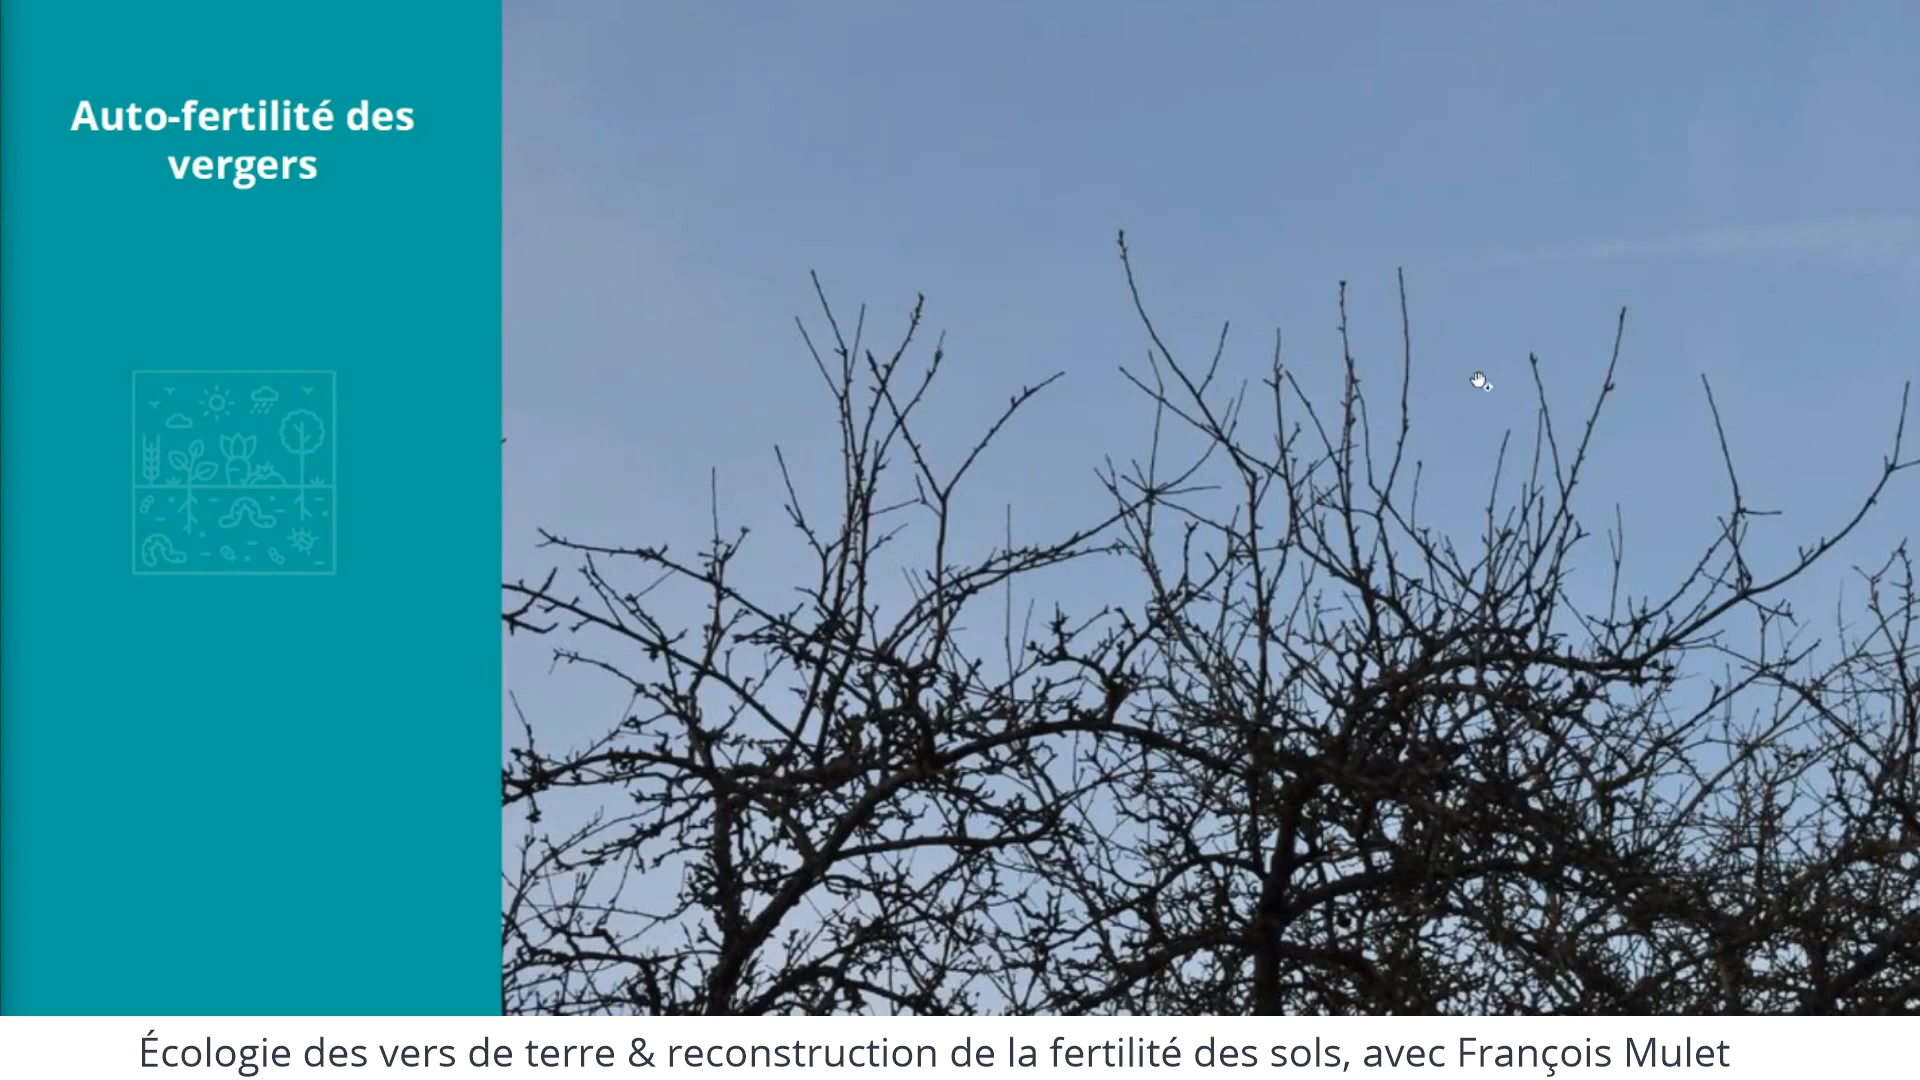 Auto-fertilité des
vergers
Écologie des vers de terre & reconstruction de la fertilité des sols, avec François Mulet